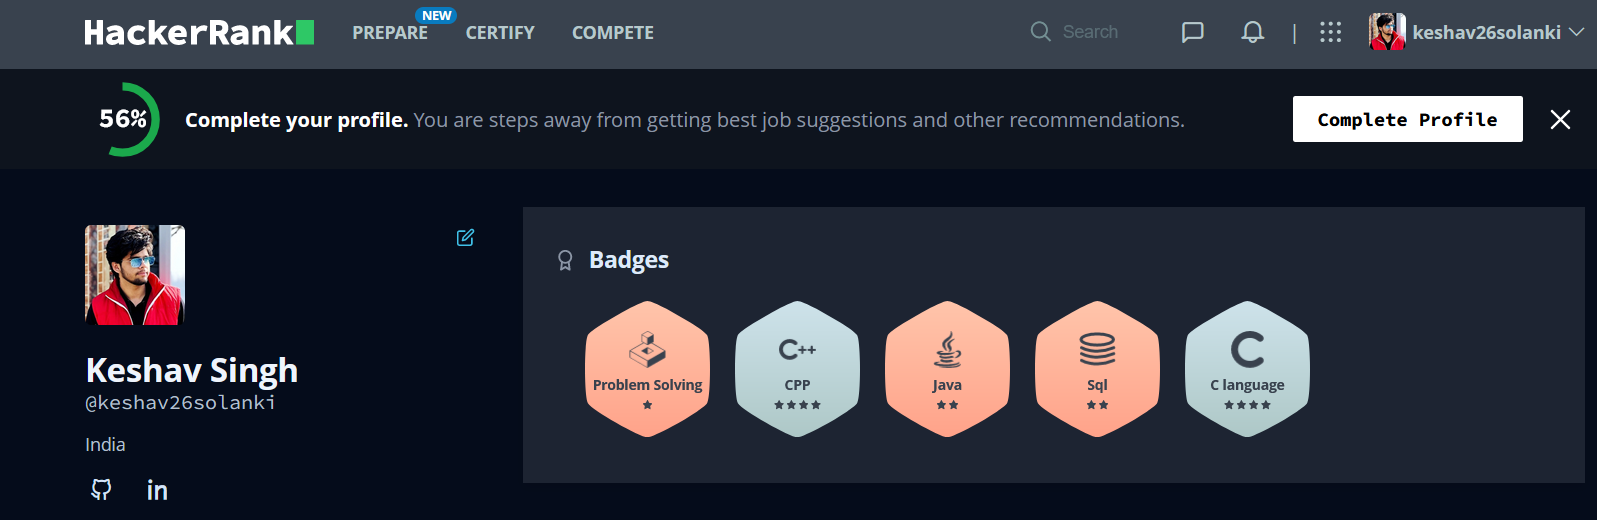 HackerRank
PREPARE
NEW
CERTIFY
COMPETE
Search
keshav26solanki
56%
Complete your profile. You are steps away from getting best job suggestions and other recommendations.
Complete Profile
Keshav Singh
@keshav26solanki
India
in
Badges
Problem Solving
C++
CPP
Java
Sql
C
C language